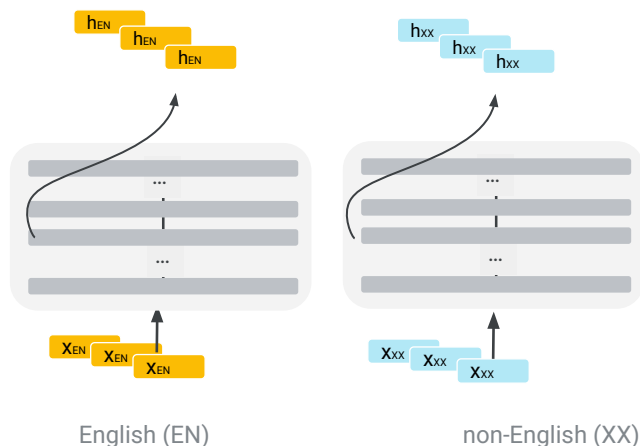 hEN
hEN
hEN
hxx
hxx
hxx
...
...
...
...
XEN
XEN
XEN
Xxx
Xxx
Xxx
English (EN)
non-English (XX)